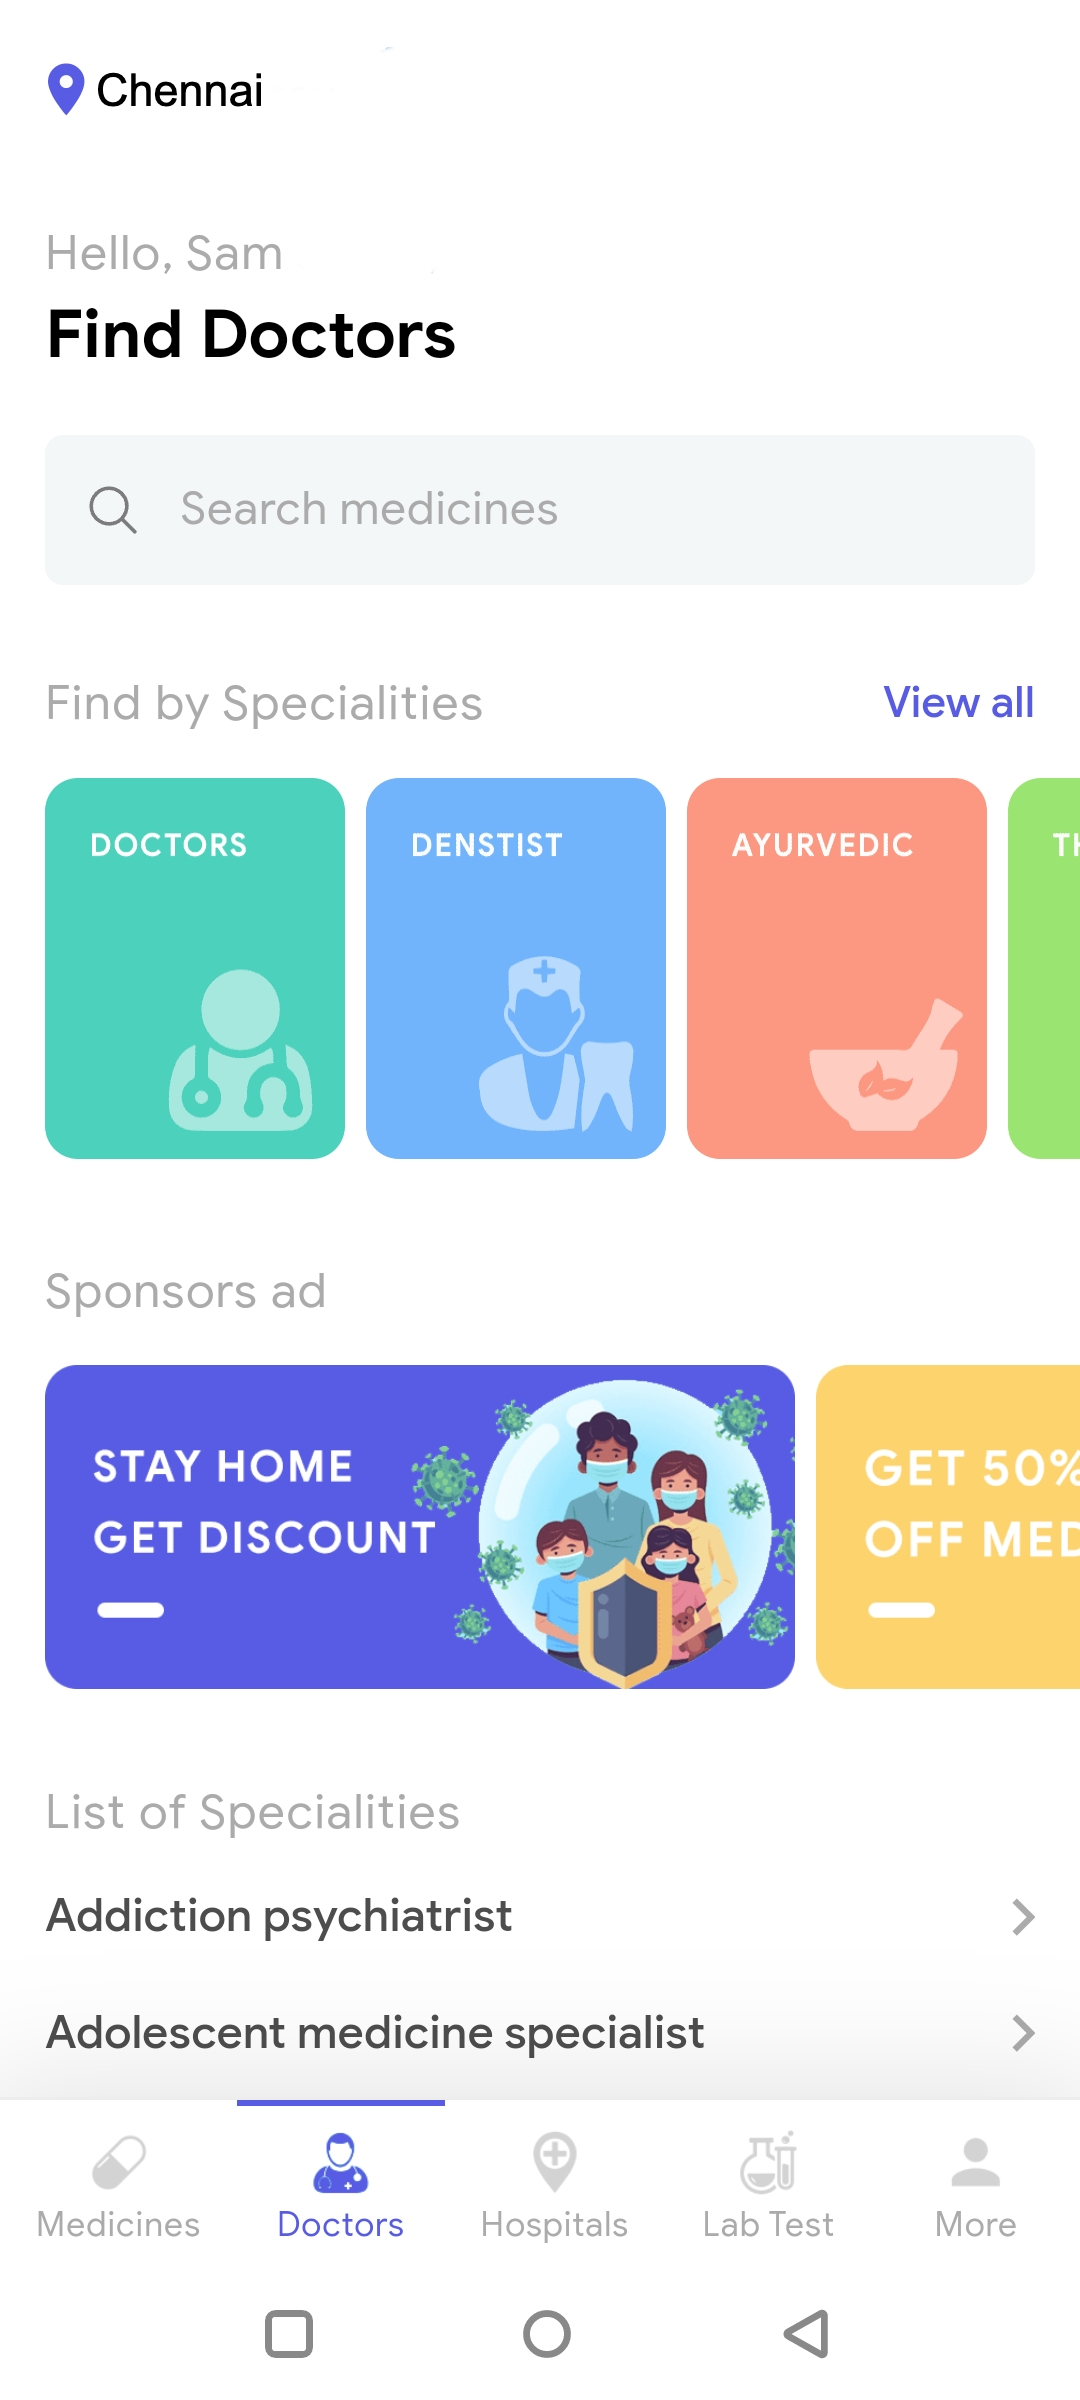 Chennai
Hello, Sam
Find Doctors
Search medicines
Find by Specialities
View all
DOCTORS
DENSTIST
AYURVEDIC
Sponsors ad
STAY HOME
GET DISCOUNT
GET 50%
OFF MED
List of Specialities
Addiction psychiatrist
Adolescent medicine specialist
Medicines
Doctors
Hospitals
Lab Test
More